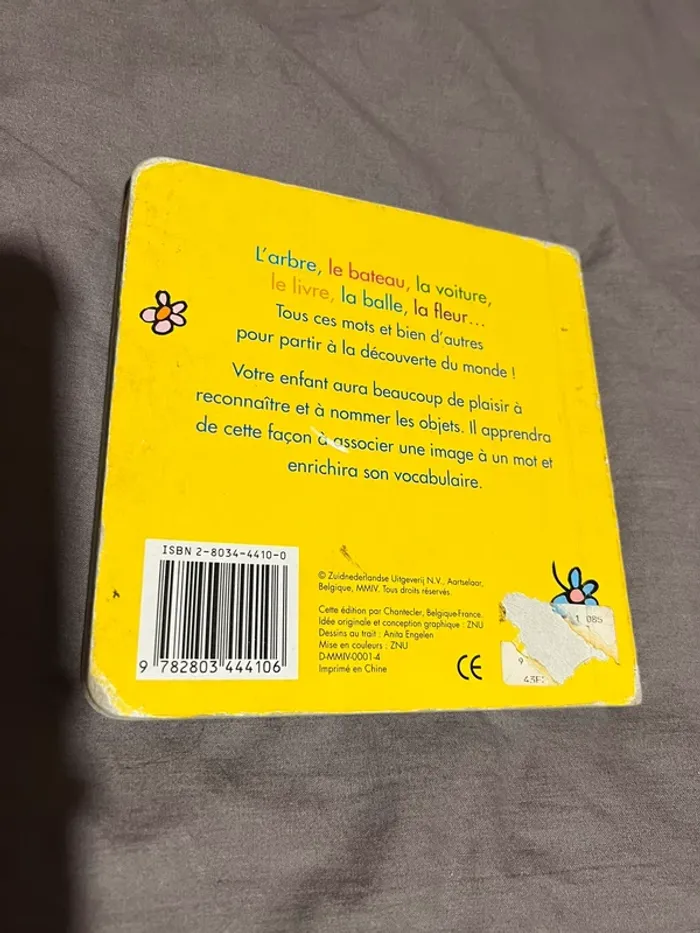 L'arbre, le bateau, la voiture,
le livre, la balle, la fleur...
Tous ces mots et bien d'autres
pour partir à la découverte du monde !
Votre enfant aura beaucoup de plaisir à
reconnaître et à nommer les objets. Il apprendra
de cette façon à associer une image à un mot et
enrichira son vocabulaire.
ISBN 2-8034-4410-0
9 782803 444106
© Zuidnederlandse Uitgeverij N.V., Aartselaar,
Belgique, MMIV. Tous droits réservés.
Cette édition par Chantecler, Belgique-France.
Idée originale et conception graphique : ZNU
Dessins au trait : Anita Engelen
Mise en couleurs : ZNU
D-MMIV-0001-4
Imprimé en Chine
CE
1 085
9